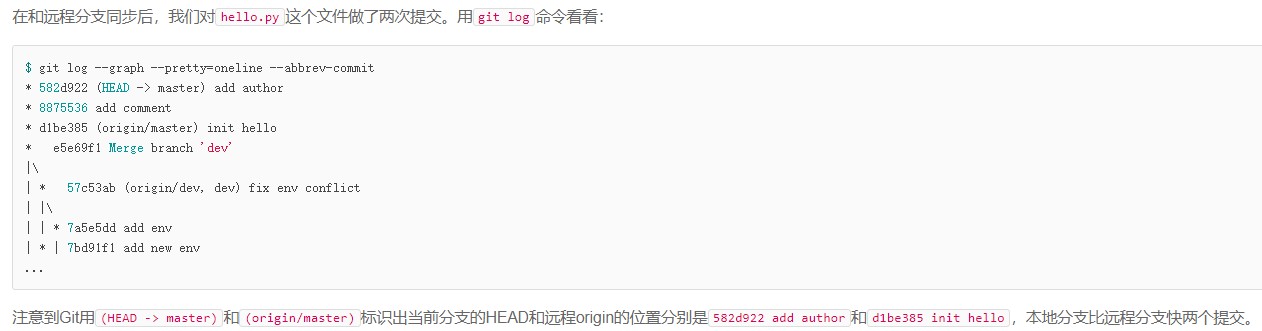 在和远程分支同步后，我们对hello.py这个文件做了两次提交。用git log命令看看：
$ git log --graph --pretty=oneline --abbrev-commit
* 582d922 (HEAD -> master) add author
* 8875536 add comment
* d1be385 (origin/master) init hello
*   e5e69f1 Merge branch 'dev'
|\
| *   57c53ab (origin/dev, dev) fix env conflict
| |\
| | * 7a5e5dd add env
| * | 7bd91f1 add new env
...
注意到Git用(HEAD -> master)和(origin/master)标识出当前分支的HEAD和远程origin的位置分别是582d922 add author和d1be385 init hello，本地分支比远程分支快两个提交。